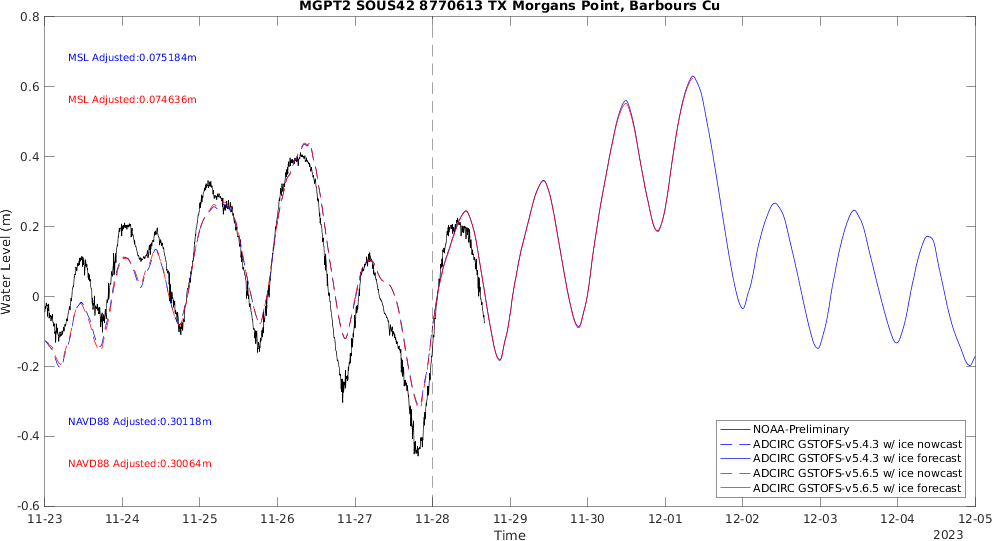 MGPT2 SOUS42 8770613 TX Morgans Point, Barbours Cu
0.8
0.6
0.4
0.2
0
-0.2
-0.4
-0.6
Water Level (m)
MSL Adjusted:0.075184m
MSL Adjusted:0.074636m
NAVD88 Adjusted:0.30118m
NAVD88 Adjusted:0.30064m
NOAA-Preliminary
ADCIRC GSTOFS-v5.4.3 w/ ice nowcast
ADCIRC GSTOFS-v5.4.3 w/ ice forecast
ADCIRC GSTOFS-v5.6.5 w/ ice nowcast
ADCIRC GSTOFS-v5.6.5 w/ ice forecast
11-23 11-24 11-25 11-26 11-27 11-28 11-29 11-30 12-01 12-02 12-03 12-04 12-05
Time
2023